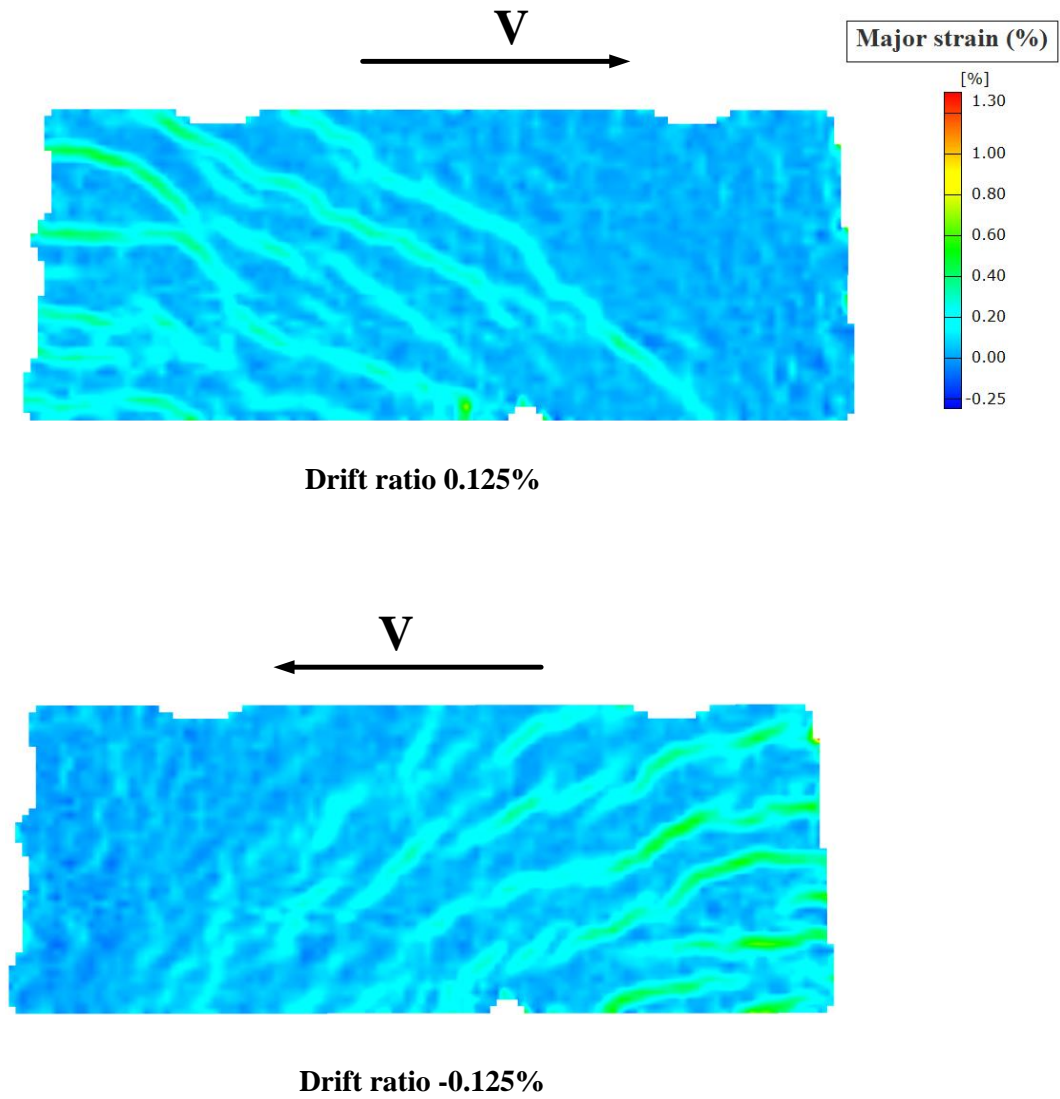 V
Major strain (%)
[%]
1.30
1.00
0.80
0.60
0.40
0.20
0.00
-0.25
Drift ratio 0.125%
V
Drift ratio -0.125%